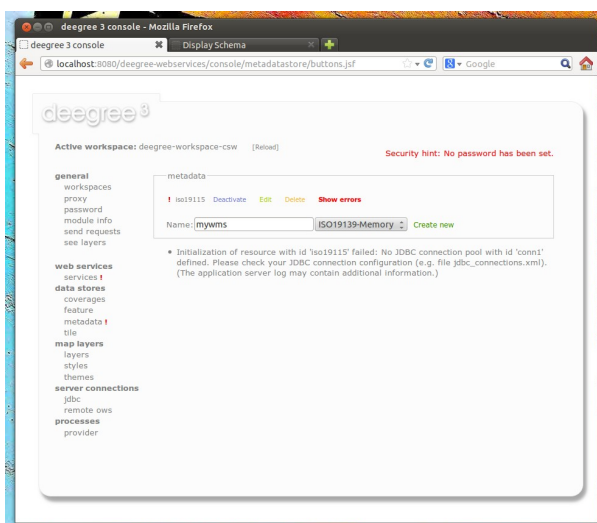 deegree 3 console - Mozilla Firefox
deegree 3 console
Display Schema
localhost:8080/deegree-webservices/console/metadatastore/buttons.jsf
Google
deegree 3
Active workspace: deegree-workspace-csw [Reload]
Security hint: No password has been set.
general
workspaces
proxy
password
module info
send requests
see layers
web services
services !
data stores
coverages
feature
metadata !
tile
map layers
layers
styles
themes
server connections
jdbc
remote ows
processes
provider
metadata
! iso19115 Deactivate Edit Delete Show errors
Name: mywms ISO19139-Memory Create new
• Initialization of resource with id 'iso19115' failed: No JDBC connection pool with id 'conn1'
defined. Please check your JDBC connection configuration (e.g. file jdbc_connections.xml).
(The application server log may contain additional information.)